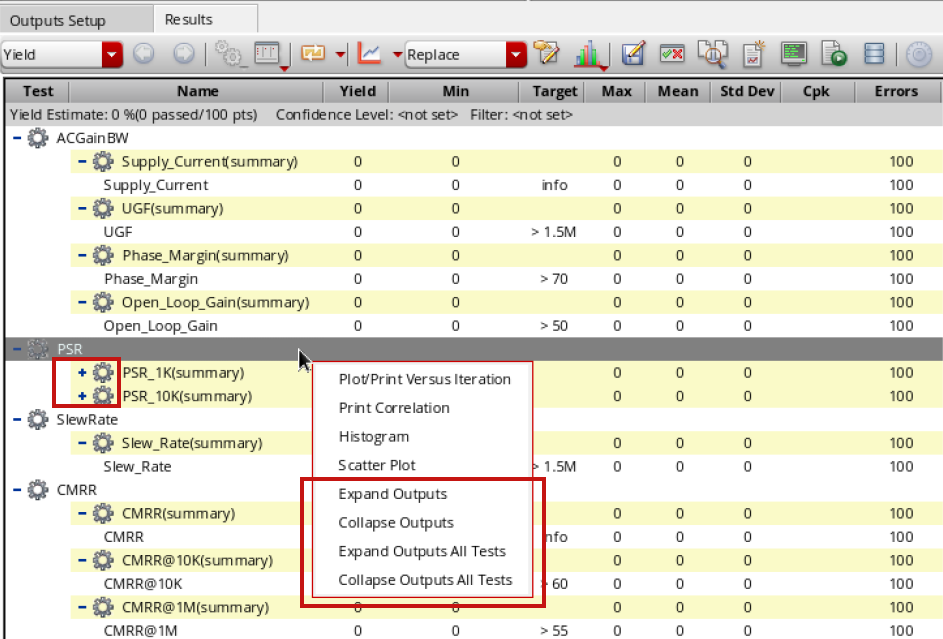 Outputs Setup Results
Yield Replace
Test Name Yield Min Target Max Mean Std Dev Cpk Errors
Yield Estimate: 0 %(0 passed/100 pts) Confidence Level: <not set> Filter: <not set>
ACGainBW
Supply_Current(summary) 0 0 0 0 0 100
Supply_Current 0 0 info 0 0 0 100
UGF(summary) 0 0 0 0 0 100
UGF 0 0 > 1.5M 0 0 0 100
Phase_Margin(summary) 0 0 0 0 0 100
Phase_Margin 0 0 > 70 0 0 0 100
Open_Loop_Gain(summary) 0 0 0 0 0 100
Open_Loop_Gain 0 0 > 50 0 0 0 100
PSR
PSR_1K(summary) 0 0 0 100
PSR_10K(summary) 0 0 0 100
SlewRate
Slew_Rate(summary) 0 0 0 100
Slew_Rate > 1.5M 0 0 0 100
CMRR
CMRR(summary) 0 0 0 100
CMRR nfo 0 0 0 100
CMRR@10K(summary) 0 0 0 100
CMRR@10K 60 0 0 0 100
CMRR@1M(summary) 0 0 0 0 0 100
CMRR@1M 0 0 > 55 0 0 0 100
Plot/Print Versus Iteration
Print Correlation
Histogram
Scatter Plot
Expand Outputs
Collapse Outputs
Expand Outputs All Tests
Collapse Outputs All Tests